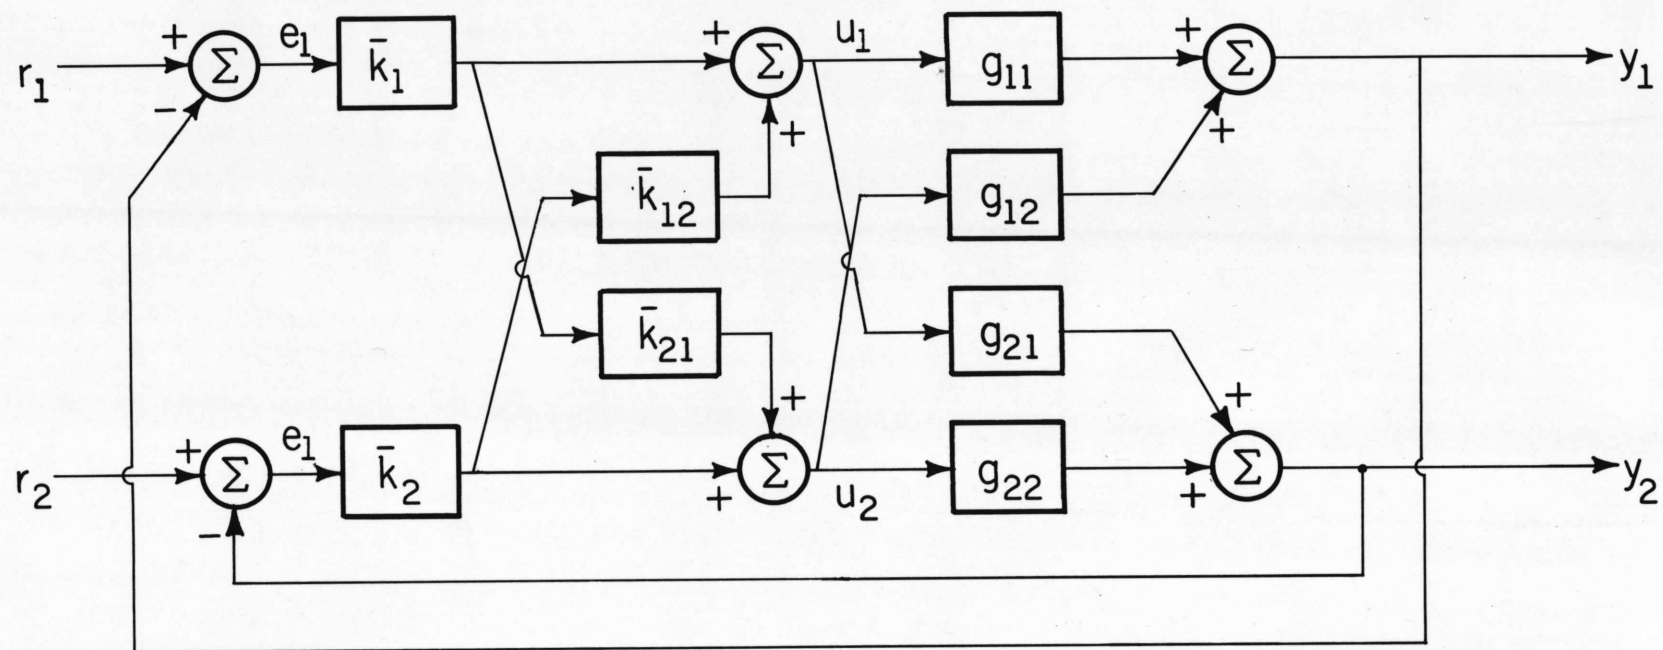 + e₁ k̄₁ + u₁ g₁₁ + y₁
r₁ Σ Σ Σ
− + +
k̄₁₂ g₁₂
k̄₂₁ g₂₁
+ +
r₂ + Σ e₁ k̄₂ Σ g₂₂ Σ y₂
− + u₂ +